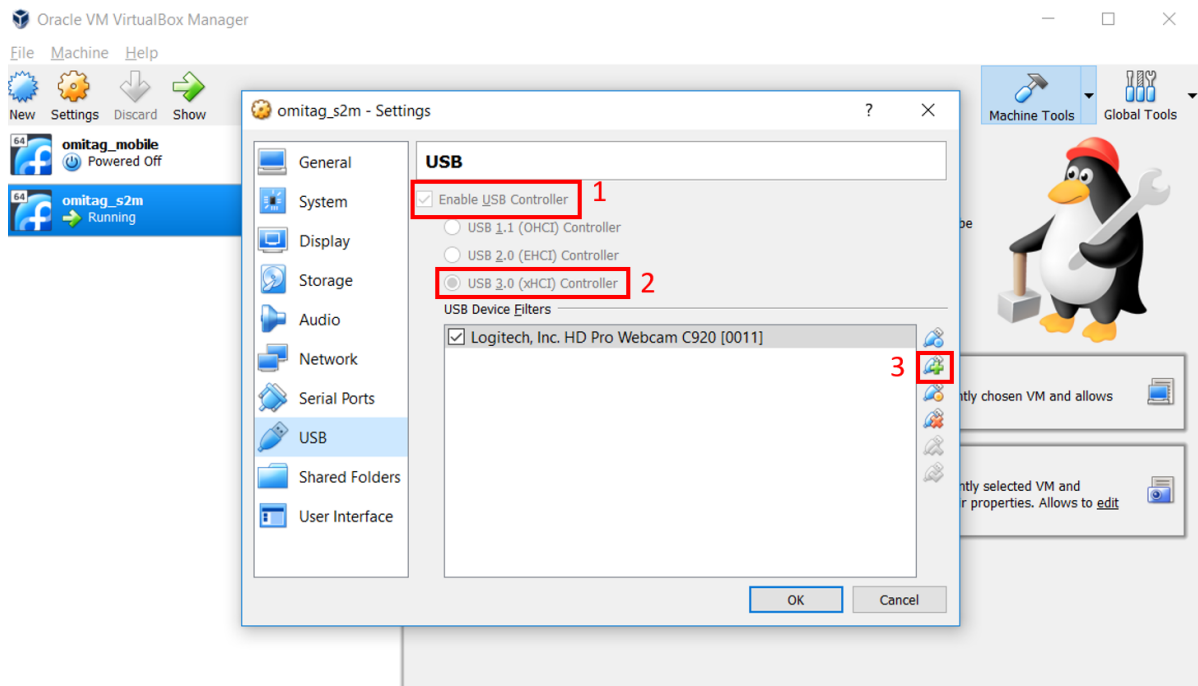 Oracle VM VirtualBox Manager
File Machine Help
New Settings Discard Show
Machine Tools Global Tools
64 omitag_mobile
Powered Off
64 omitag_s2m
Running
omitag_s2m - Settings ?
General
System
Display
Storage
Audio
Network
Serial Ports
USB
Shared Folders
User Interface
USB
Enable USB Controller 1
USB 1.1 (OHCI) Controller
USB 2.0 (EHCI) Controller
USB 3.0 (xHCI) Controller 2
USB Device Filters
Logitech, Inc. HD Pro Webcam C920 [0011]
3
OK Cancel
be
ntly chosen VM and allows
ntly selected VM and
r properties. Allows to edit